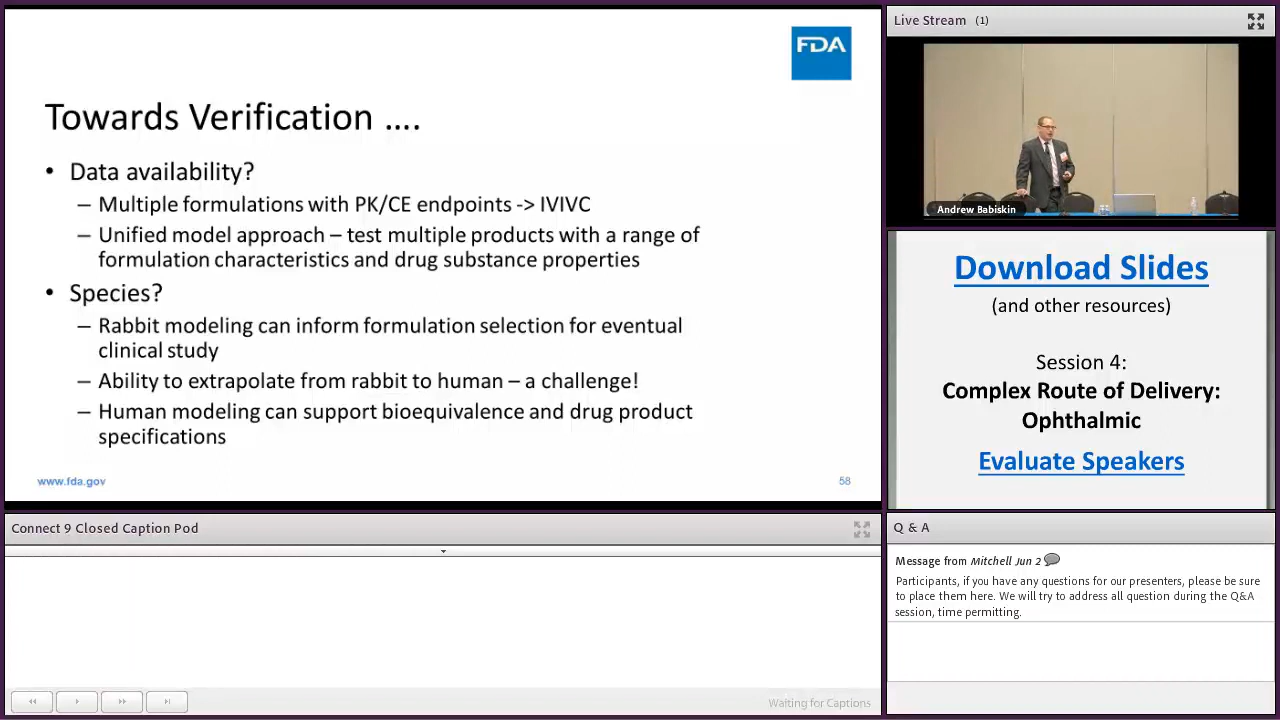 FDA
Towards Verification ....
• Data availability?
– Multiple formulations with PK/CE endpoints -> IVIVC
– Unified model approach – test multiple products with a range of
formulation characteristics and drug substance properties
• Species?
– Rabbit modeling can inform formulation selection for eventual
clinical study
– Ability to extrapolate from rabbit to human – a challenge!
– Human modeling can support bioequivalence and drug product
specifications
www.fda.gov
58
Live Stream (1)
Andrew Babiskin
Download Slides
(and other resources)
Session 4:
Complex Route of Delivery:
Ophthalmic
Evaluate Speakers
Connect 9 Closed Caption Pod
Waiting for Captions
Q & A
Message from Mitchell Jun 2
Participants, if you have any questions for our presenters, please be sure
to place them here. We will try to address all question during the Q&A
session, time permitting.